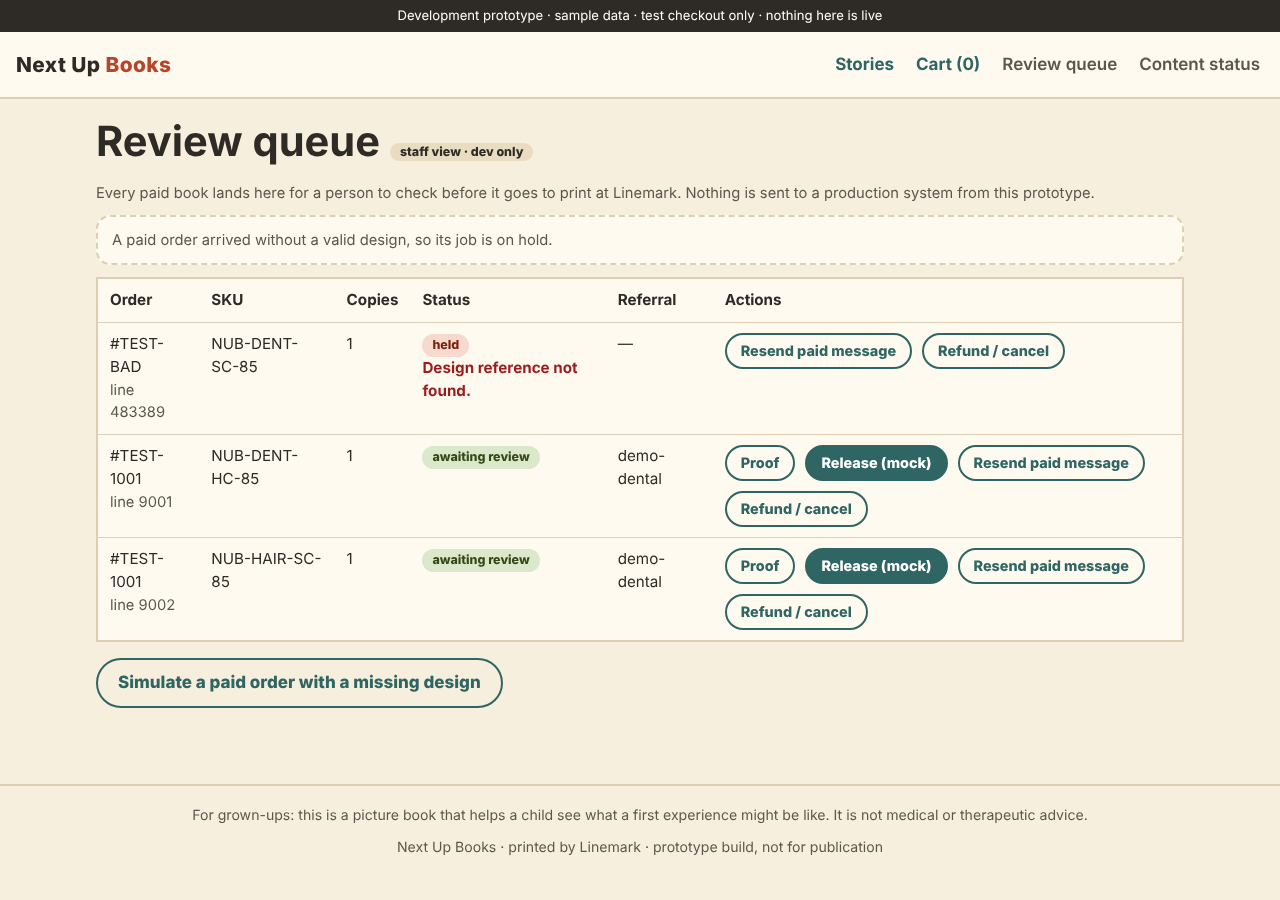 Development prototype · sample data · test checkout only · nothing here is live
Next Up Books
Stories Cart (0) Review queue Content status
Review queue staff view · dev only
Every paid book lands here for a person to check before it goes to print at Linemark. Nothing is sent to a production system from this prototype.
A paid order arrived without a valid design, so its job is on hold.
Order SKU Copies Status Referral Actions
#TEST- NUB-DENT- 1 held — Resend paid message Refund / cancel
BAD SC-85 Design reference not
line found.
483389
#TEST- NUB-DENT- 1 awaiting review demo- Proof Release (mock) Resend paid message
1001 HC-85 dental
line 9001 Refund / cancel
#TEST- NUB-HAIR-SC- 1 awaiting review demo- Proof Release (mock) Resend paid message
1001 85 dental
line 9002 Refund / cancel
Simulate a paid order with a missing design
For grown-ups: this is a picture book that helps a child see what a first experience might be like. It is not medical or therapeutic advice.
Next Up Books · printed by Linemark · prototype build, not for publication